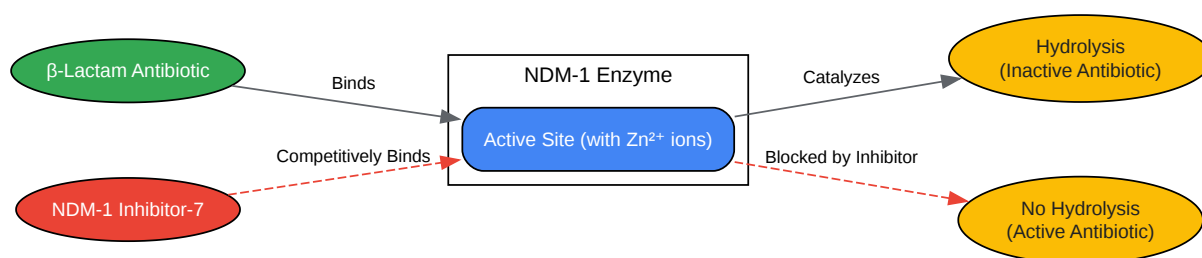 β-Lactam Antibiotic
Binds
NDM-1 Enzyme
Active Site (with Zn²⁺ ions)
Catalyzes
Hydrolysis
(Inactive Antibiotic)
NDM-1 Inhibitor-7
Competitively Binds
Blocked by Inhibitor
No Hydrolysis
(Active Antibiotic)